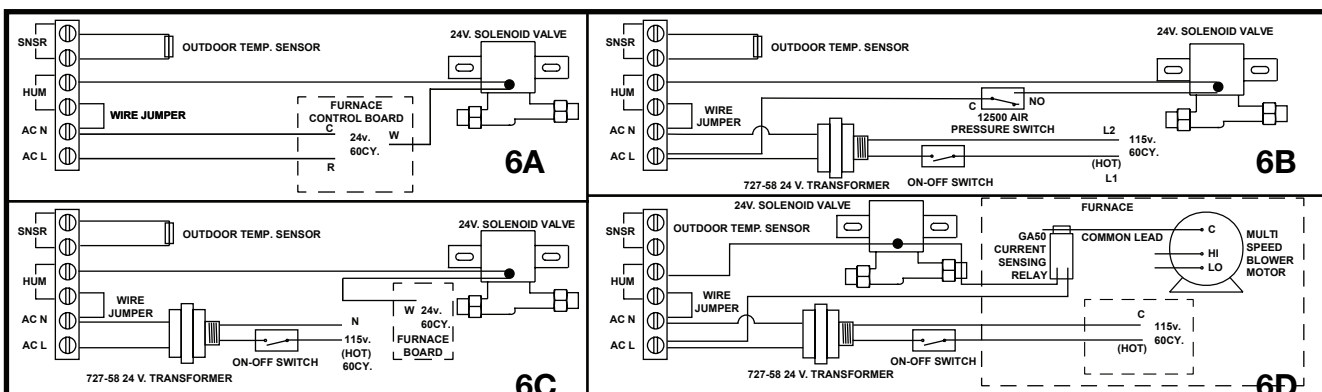 SNSR
OUTDOOR TEMP. SENSOR
24V. SOLENOID VALVE
HUM
WIRE JUMPER
FURNACE
CONTROL BOARD
AC N
C
24v.
60CY.
W
AC L
R
6A
SNSR
OUTDOOR TEMP. SENSOR
24V. SOLENOID VALVE
HUM
WIRE
JUMPER
C
NO
12500 AIR
PRESSURE SWITCH
AC N
L2
115v.
60CY.
AC L
(HOT)
L1
727-58 24 V. TRANSFORMER
ON-OFF SWITCH
6B
SNSR
OUTDOOR TEMP. SENSOR
24V. SOLENOID VALVE
HUM
WIRE
JUMPER
W 24v.
60CY.
FURNACE
BOARD
AC N
N
115v.
(HOT)
60CY.
AC L
ON-OFF SWITCH
727-58 24 V. TRANSFORMER
6C
24V. SOLENOID VALVE
FURNACE
SNSR
OUTDOOR TEMP. SENSOR
GA50
CURRENT
SENSING
RELAY
COMMON LEAD
C
HI
LO
MULTI
SPEED
BLOWER
MOTOR
HUM
WIRE
JUMPER
AC N
C
115v.
60CY.
(HOT)
AC L
ON-OFF SWITCH
727-58 24 V. TRANSFORMER
6D